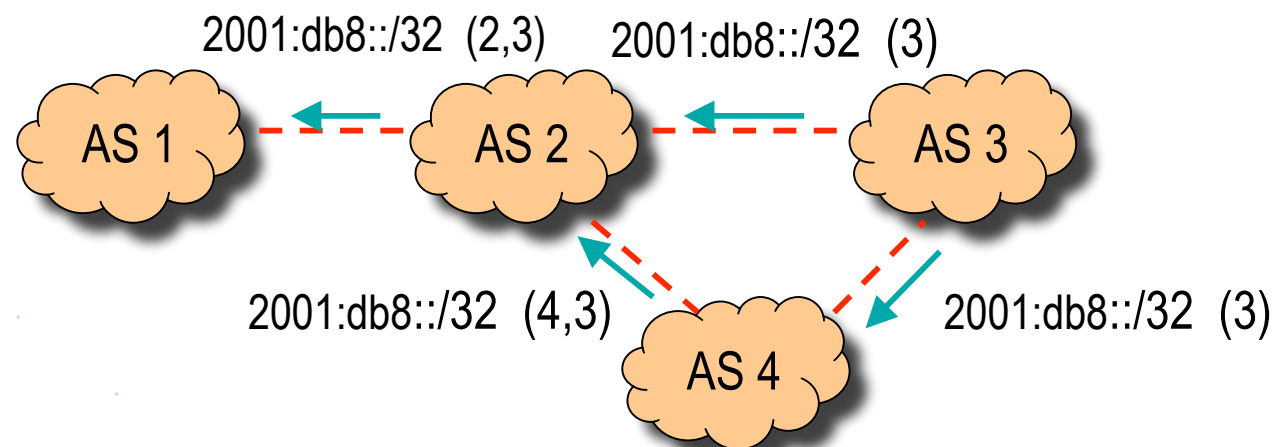 2001:db8::/32 (2,3)
2001:db8::/32 (3)
AS 1
AS 2
AS 3
2001:db8::/32 (4,3)
2001:db8::/32 (3)
AS 4